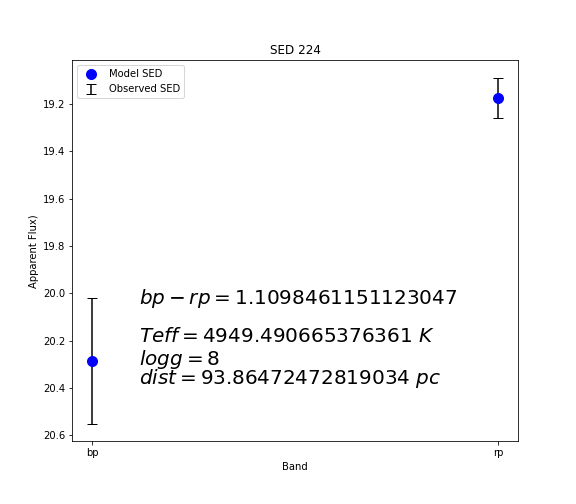 SED 224
Model SED
Observed SED
19.2
19.4
19.6
19.8
20.0
20.2
20.4
20.6
Apparent Flux)
bp − rp = 1.1098461151123047
Teff = 4949.490665376361 K
logg = 8
dist = 93.86472472819034 pc
bp
rp
Band